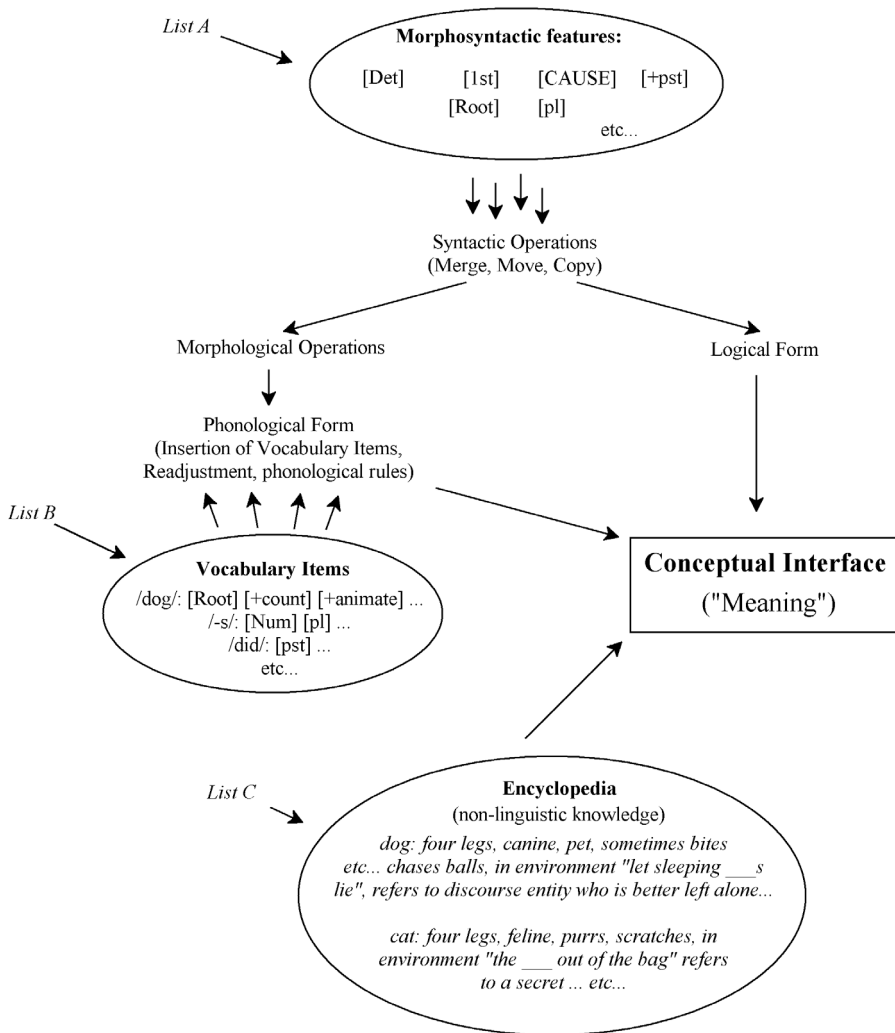 List A
Morphosyntactic features:
[Det] [1st] [CAUSE] [+pst]
[Root] [pl]
etc...
Syntactic Operations
(Merge, Move, Copy)
Morphological Operations
Logical Form
Phonological Form
(Insertion of Vocabulary Items,
Readjustment, phonological rules)
List B
Vocabulary Items
/dog/: [Root] [+count] [+animate] ...
/-s/: [Num] [pl] ...
/did/: [pst] ...
etc...
Conceptual Interface
("Meaning")
List C
Encyclopedia
(non-linguistic knowledge)
dog: four legs, canine, pet, sometimes bites
etc... chases balls, in environment "let sleeping ___s
lie", refers to discourse entity who is better left alone...
cat: four legs, feline, purrs, scratches, in
environment "the ___ out of the bag" refers
to a secret ... etc...